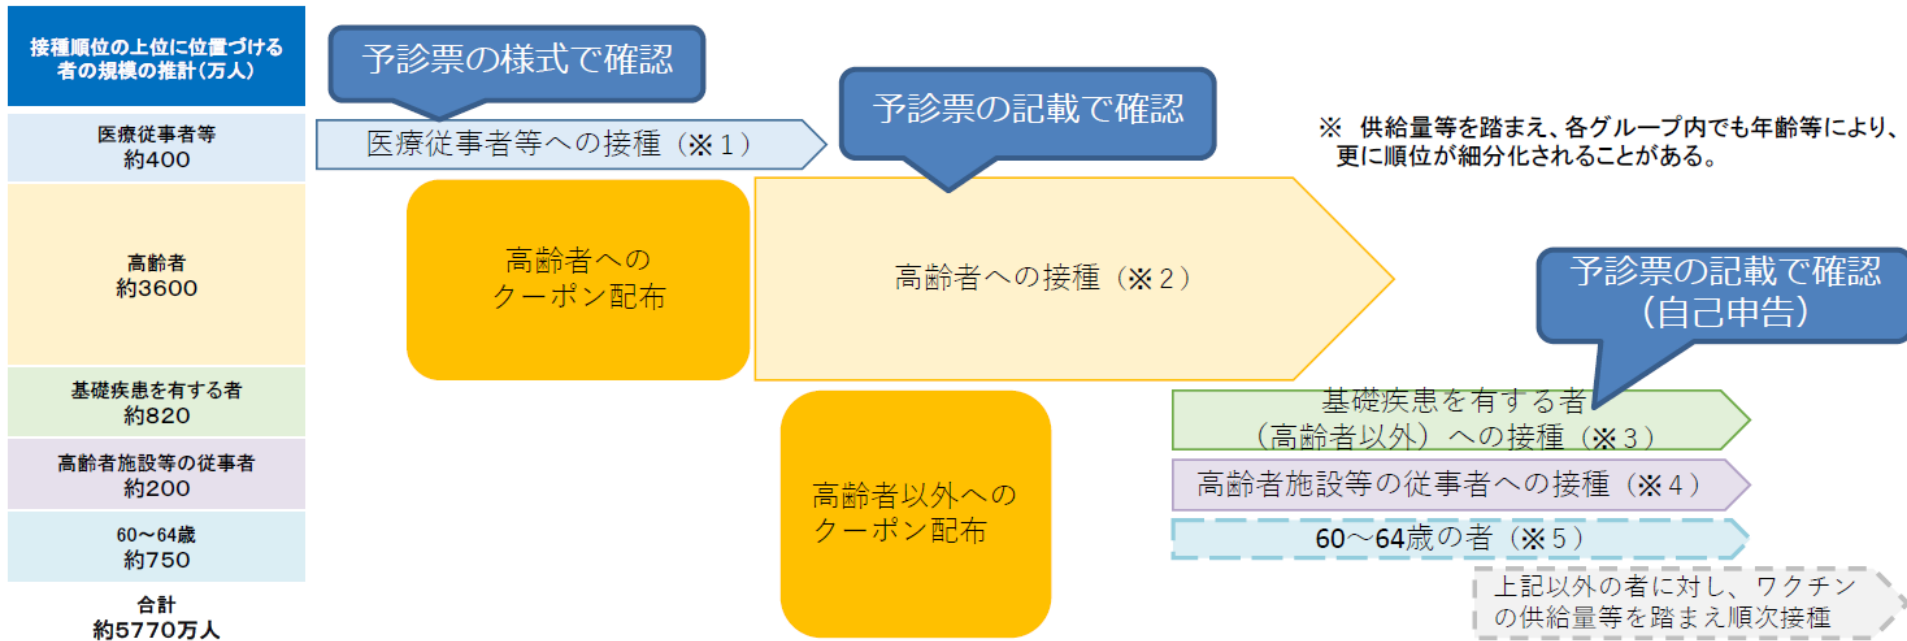 接種順位の上位に位置づける
者の規模の推計(万人)
医療従事者等
約400
高齢者
約3600
基礎疾患を有する者
約820
高齢者施設等の従事者
約200
60~64歳
約750
合計
約5770万人
予診票の様式で確認
医療従事者等への接種(※1)
予診票の記載で確認
※ 供給量等を踏まえ、各グループ内でも年齢等により、
更に順位が細分化されることがある。
高齢者への
クーポン配布
高齢者への接種(※2)
予診票の記載で確認
(自己申告)
高齢者以外への
クーポン配布
基礎疾患を有する者
(高齢者以外)への接種(※3)
高齢者施設等の従事者への接種(※4)
60~64歳の者(※5)
上記以外の者に対し、ワクチン
の供給量等を踏まえ順次接種